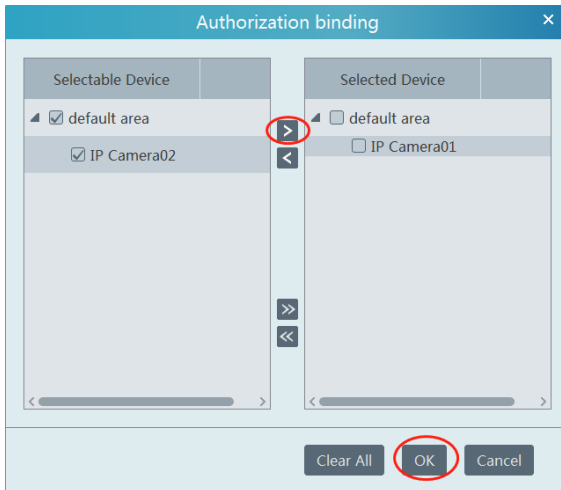 Authorization binding
Selectable Device
Selected Device
default area
default area
IP Camera02
IP Camera01
Clear All
OK
Cancel